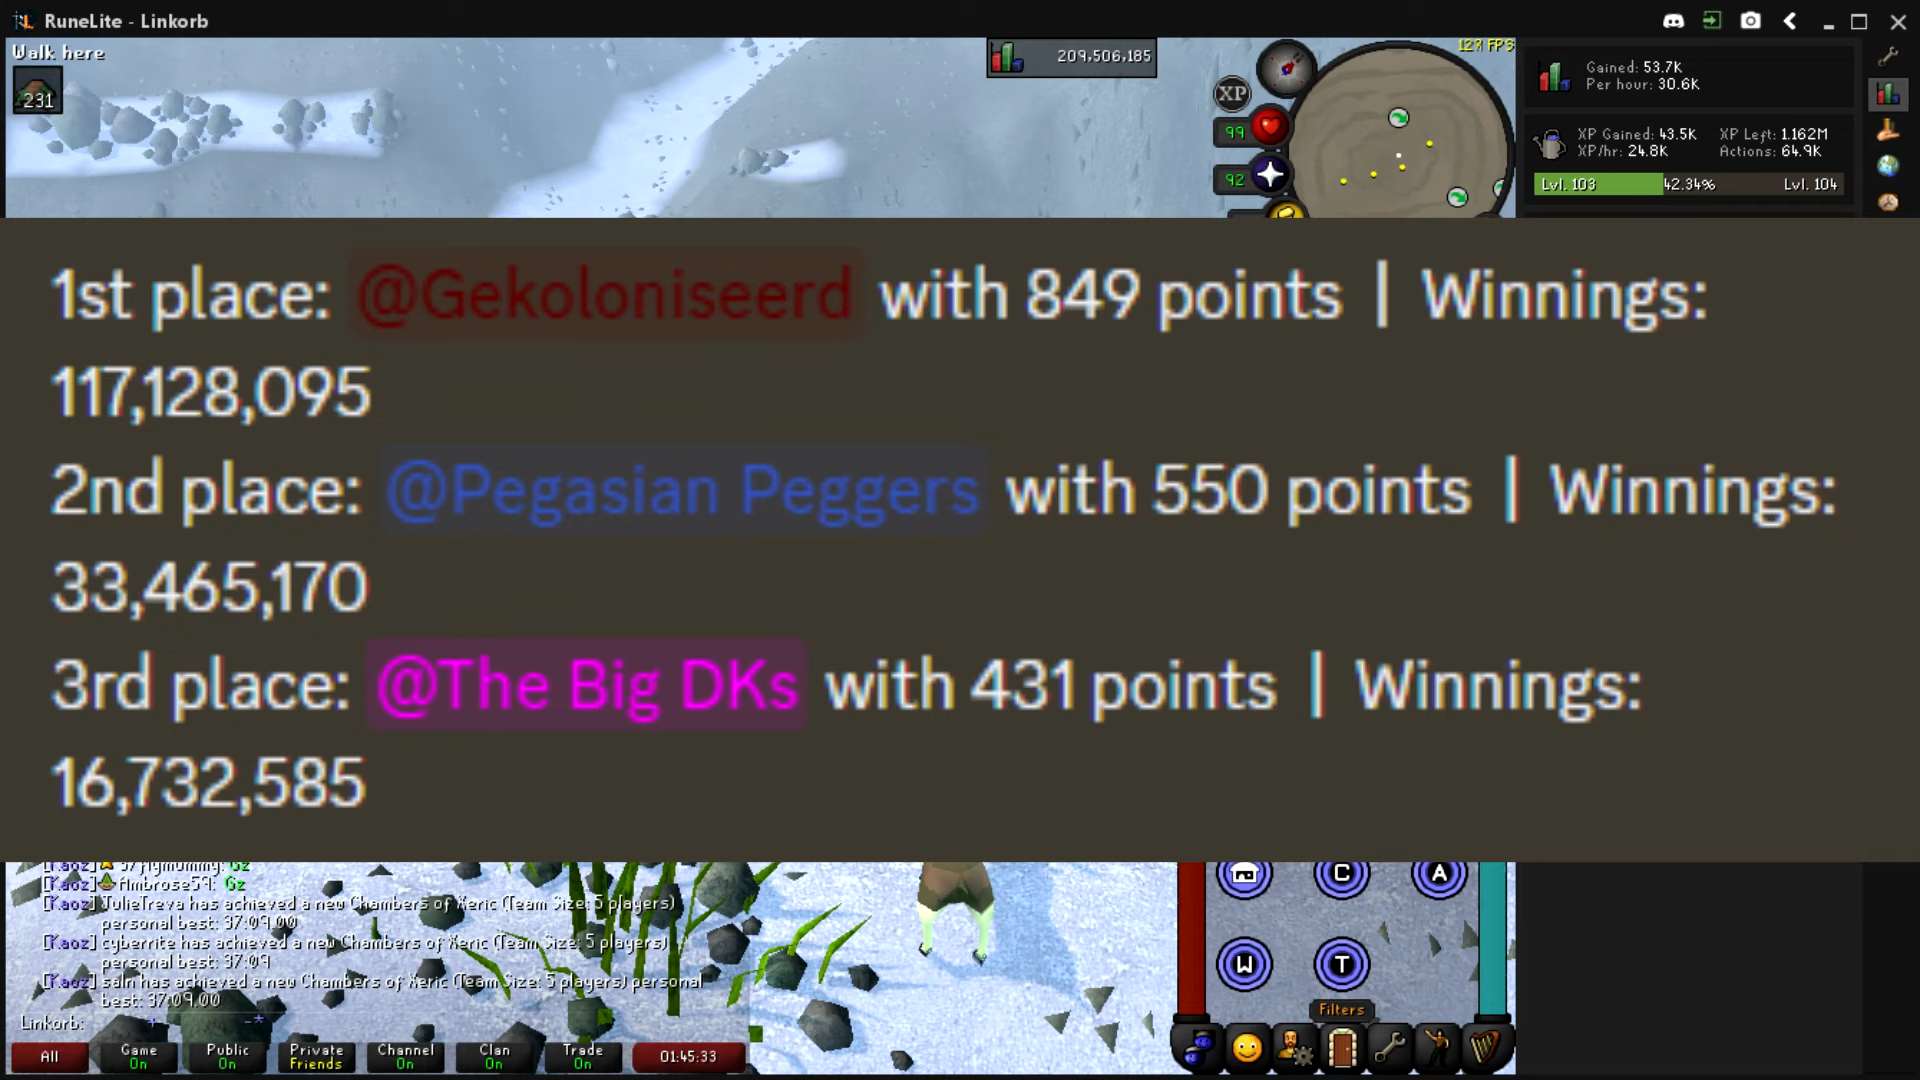 RuneLite - Linkorb
Walk here
231
209,506,185
XP
99
92
Gained: 53.7K
Per hour: 30.6K
XP Gained: 43.5K XP Left: 1.162M
XP/hr: 24.8K Actions: 64.9K
Lvl. 103 42.34% Lvl. 104
1st place: @Gekoloniseerd with 849 points | Winnings:
117,128,095
2nd place: @Pegasian Peggers with 550 points | Winnings:
33,465,170
3rd place: @The Big DKs with 431 points | Winnings:
16,732,585
[Kaoz] Ambrose59: Gz
[Kaoz] JulieTreva has achieved a new Chambers of Xeric (Team Size: 5 players)
personal best: 37:09.00
[Kaoz] cyberrite has achieved a new Chambers of Xeric (Team Size: 5 players)
personal best: 37:09
[Kaoz] saln has achieved a new Chambers of Xeric (Team Size: 5 players) personal
best: 37:09.00
Linkorb:
C A
W T
Filters
All Game On Public On Private Friends Channel On Clan On Trade On 01:45:33